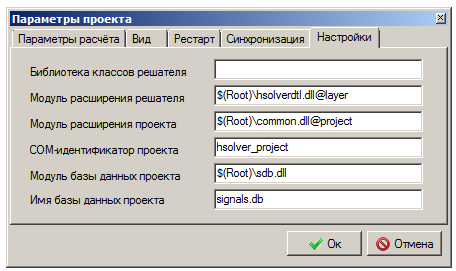 Параметры проекта
Параметры расчёта Вид Рестарт Синхронизация Настройки
Библиотека классов решателя
Модуль расширения решателя $(Root)\hsolverdtl.dll@layer
Модуль расширения проекта $(Root)\common.dll@project
COM-идентификатор проекта hsolver_project
Модуль базы данных проекта $(Root)\sdb.dll
Имя базы данных проекта signals.db
Ок Отмена